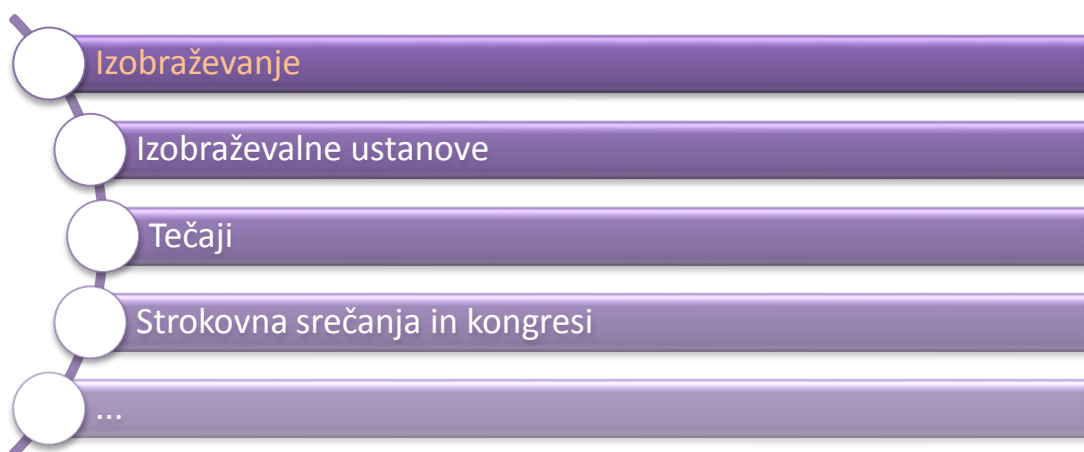 Izobraževanje
Izobraževalne ustanove
Tečaji
Strokovna srečanja in kongresi
...